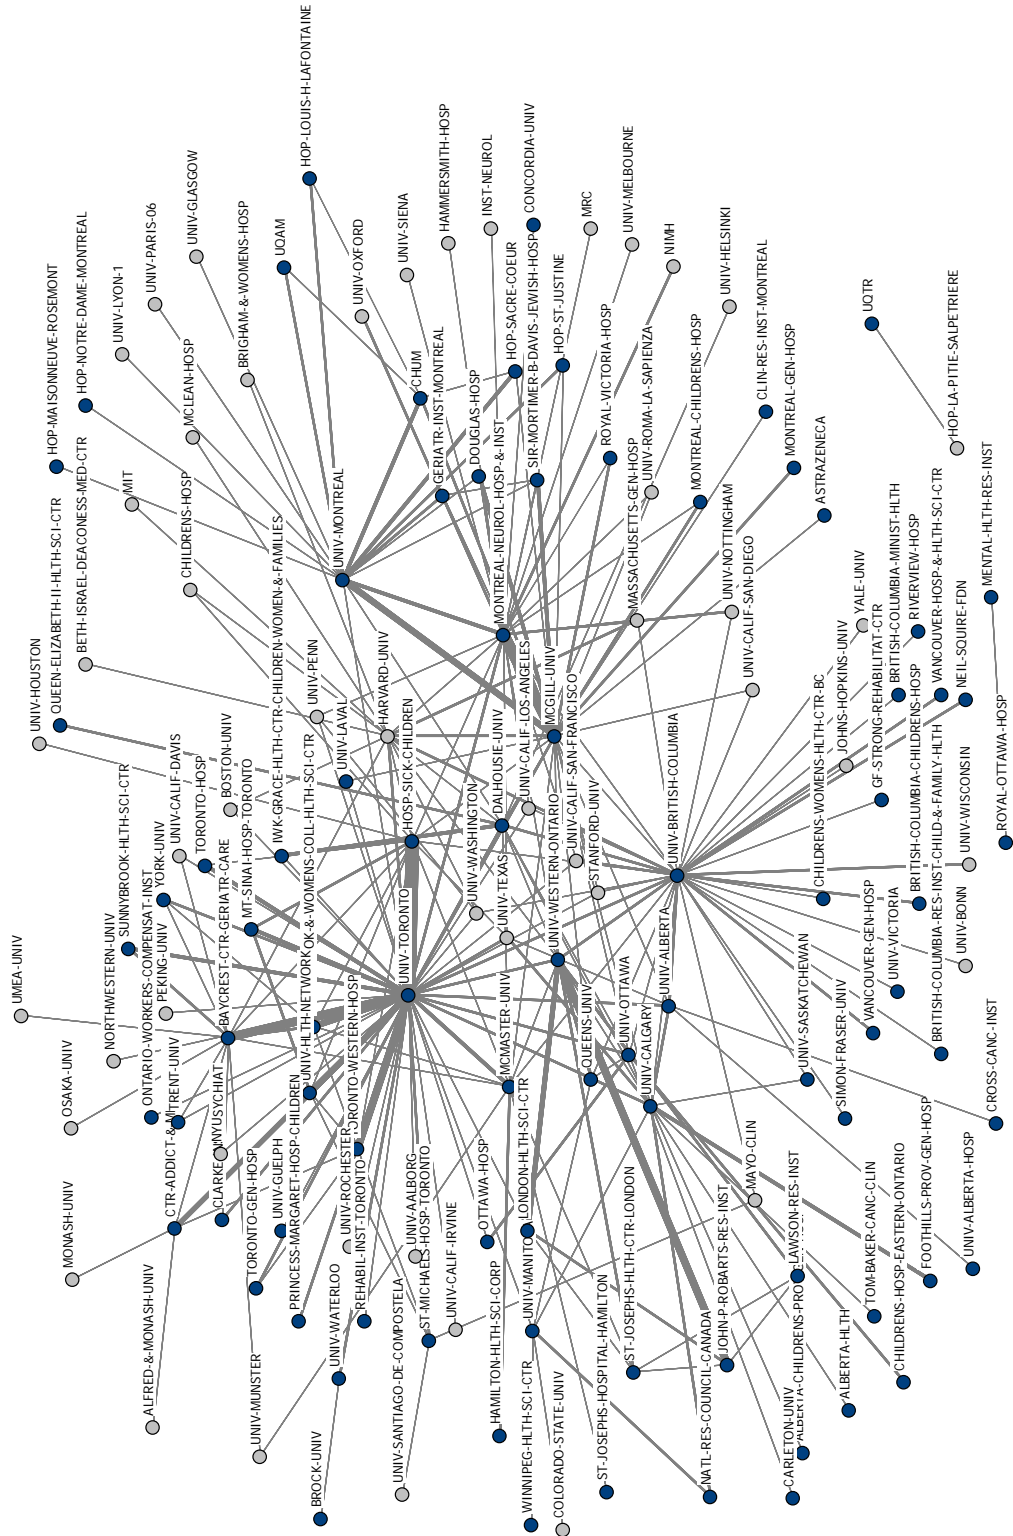 HOP-LOUIS-H-LAFONTAINE
HAMMERSMITH-HOSP
INST-NEUROL
CONCORDIA-UNIV
UNIV-MELBOURNE
MRC
UNIV-GLASGOW
UNIV-PARIS-06
BRIGHAM-&-WOMENS-HOSP
UQAM
UNIV-OXFORD
UNIV-SIENA
HOP-SACRE-COEUR
SIR-MORTIMER-B-DAVIS-JEWISH-HOSP
HOP-ST-JUSTINE
NIMH
UNIV-HELSINKI
CLIN-RES-INST-MONTREAL
UQTR
HOP-LA-PITIE-SALPETRIERE
HOP-MAISONNEUVE-ROSEMONT
HOP-NOTRE-DAME-MONTREAL
UNIV-LYON-1
MCLEAN-HOSP
CHUM
GERIATR-INST-MONTREAL
DOUGLAS-HOSP
ROYAL-VICTORIA-HOSP
UNIV-ROMA-LA-SAPIENZA
MASSACHUSETTS-GEN-HOSP
MONTREAL-CHILDRENS-HOSP
MONTREAL-GEN-HOSP
ASTRAZENECA
MIT
CHILDRENS-HOSP
UNIV-MONTREAL
MONTREAL-NEUROL-HOSP-&-INST
UNIV-NOTTINGHAM
UNIV-CALIF-SAN-DIEGO
YALE-UNIV
BRITISH-COLUMBIA-MINIST-HLTH
RIVERVIEW-HOSP
VANCOUVER-HOSP-&-HLTH-SCI-CTR
NEIL-SQUIRE-FDN
MENTAL-HLTH-RES-INST
UNIV-HOUSTON
QUEEN-ELIZABETH-II-HLTH-SCI-CTR
BETH-ISRAEL-DEACONESS-MED-CTR
IWK-GRACE-HLTH-CTR-CHILDREN-WOMEN-&-FAMILIES
UNIV-PENN
HARVARD-UNIV
UNIV-LAVAL
HOSP-SICK-CHILDREN
DALHOUSIE-UNIV
UNIV-CALIF-LOS-ANGELES
MCGILL-UNIV
UNIV-CALIF-SAN-FRANCISCO
UNIV-BRITISH-COLUMBIA
CHILDRENS-WOMENS-HLTH-CTR-BC
JOHNS-HOPKINS-UNIV
GF-STRONG-REHABILITAT-CTR
BRITISH-COLUMBIA-CHILDRENS-HOSP
BRITISH-COLUMBIA-RES-INST-CHILD-&-FAMILY-HLTH
UNIV-WISCONSIN
ROYAL-OTTAWA-HOSP
SUNNYBROOK-HLTH-SCI-CTR
YORK-UNIV
UNIV-CALIF-DAVIS
TORONTO-HOSP
BOSTON-UNIV
MT-SINAI-HOSP-TORONTO
OK-&-WOMENS-COLL-HLTH-SCI-CTR
UNIV-TORONTO
UNIV-WASHINGTON
UNIV-TEXAS
UNIV-WESTERN-ONTARIO
STANFORD-UNIV
UNIV-ALBERTA
VANCOUVER-GEN-HOSP
UNIV-VICTORIA
UNIV-BONN
UMEA-UNIV
NORTHWESTERN-UNIV
ONTARIO-WORKERS-COMPENSAT-INST
PEKING-UNIV
BAYCREST-CTR-GERIATR-CARE
UNIV-HLTH-NETWORK
TORONTO-WESTERN-HOSP
MCMASTER-UNIV
QUEENS-UNIV
UNIV-OTTAWA
UNIV-CALGARY
UNIV-SASKATCHEWAN
SIMON-FRASER-UNIV
CROSS-CANC-INST
OSAKA-UNIV
TRENT-UNIV
CTR-ADDICT-&-M
CLARKE
NYU
SYCHIAT
MONASH-UNIV
TORONTO-GEN-HOSP
UNIV-GUELPH
PRINCESS-MARGARET-HOSP-CHILDREN
REHABIL-INST-TORONTO
UNIV-ROCHESTER
UNIV-AALBORG
ST-MICHAELS-HOSP-TORONTO
UNIV-CALIF-IRVINE
OTTAWA-HOSP
LONDON-HLTH-SCI-CTR
UNIV-MANITO
MAYO-CLIN
LAWSON-RES-INST
TOM-BAKER-CANC-CLIN
CHILDRENS-HOSP-EASTERN-ONTARIO
FOOTHILLS-PROV-GEN-HOSP
UNIV-ALBERTA-HOSP
ALFRED-&-MONASH-UNIV
UNIV-MUNSTER
UNIV-WATERLOO
BROCK-UNIV
UNIV-SANTIAGO-DE-COMPOSTELA
HAMILTON-HLTH-SCI-CORP
WINNIPEG-HLTH-SCI-CTR
COLORADO-STATE-UNIV
ST-JOSEPHS-HOSPITAL-HAMILTON
ST-JOSEPHS-HLTH-CTR-LONDON
JOHN-P-ROBARTS-RES-INST
NATL-RES-COUNCIL-CANADA
CARLETON-UNIV
ALBERTA-CHILDRENS-PRO
ALBERTA-HLTH